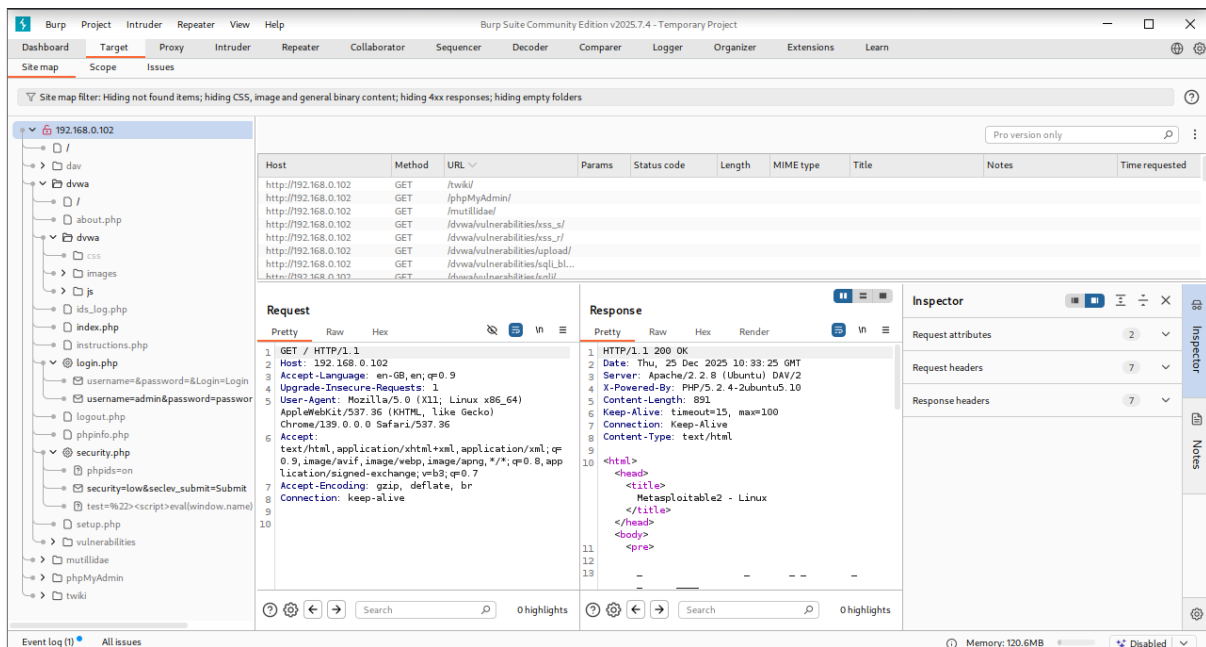 Burp Project Intruder Repeater View Help
Burp Suite Community Edition v2025.7.4 - Temporary Project
Dashboard Target Proxy Intruder Repeater Collaborator Sequencer Decoder Comparer Logger Organizer Extensions Learn
Site map Scope Issues
Site map filter: Hiding not found items; hiding CSS, image and general binary content; hiding 4xx responses; hiding empty folders
192.168.0.102
/
dav
dvwa
/
about.php
dvwa
css
images
js
ids_log.php
index.php
instructions.php
login.php
username=&password=&Login=Login
username=admin&password=passwor
logout.php
phpinfo.php
security.php
phpids=on
security=low&seclev_submit=Submit
test=%22><script>eval(window.name)
setup.php
vulnerabilities
mutillidae
phpMyAdmin
twiki
Pro version only
Host Method URL Params Status code Length MIME type Title Notes Time requested
http://192.168.0.102 GET /twiki/
http://192.168.0.102 GET /phpMyAdmin/
http://192.168.0.102 GET /mutillidae/
http://192.168.0.102 GET /dvwa/vulnerabilities/xss_s/
http://192.168.0.102 GET /dvwa/vulnerabilities/xss_r/
http://192.168.0.102 GET /dvwa/vulnerabilities/upload/
http://192.168.0.102 GET /dvwa/vulnerabilities/sqli_bl...
http://192.168.0.102 GET /dvwa/vulnerabilities/sqli/
Request
Pretty Raw Hex
\n
1 GET / HTTP/1.1
2 Host: 192.168.0.102
3 Accept-Language: en-GB,en;q=0.9
4 Upgrade-Insecure-Requests: 1
5 User-Agent: Mozilla/5.0 (X11; Linux x86_64)
AppleWebKit/537.36 (KHTML, like Gecko)
Chrome/139.0.0.0 Safari/537.36
6 Accept:
text/html,application/xhtml+xml,application/xml;q=
0.9,image/avif,image/webp,image/apng,*/*;q=0.8,app
lication/signed-exchange;v=b3;q=0.7
7 Accept-Encoding: gzip, deflate, br
8 Connection: keep-alive
9
10
Search
0 highlights
Response
Pretty Raw Hex Render
\n
1 HTTP/1.1 200 OK
2 Date: Thu, 25 Dec 2025 10:33:25 GMT
3 Server: Apache/2.2.8 (Ubuntu) DAV/2
4 X-Powered-By: PHP/5.2.4-2ubuntu5.10
5 Content-Length: 891
6 Keep-Alive: timeout=15, max=100
7 Connection: Keep-Alive
8 Content-Type: text/html
9
10 <html>
<head>
<title>
Metasploitable2 - Linux
</title>
</head>
<body>
11 <pre>
12
13
Search
0 highlights
Inspector
Request attributes 2
Request headers 7
Response headers 7
Inspector
Notes
Event log (1) All issues
Memory: 120.6MB
Disabled